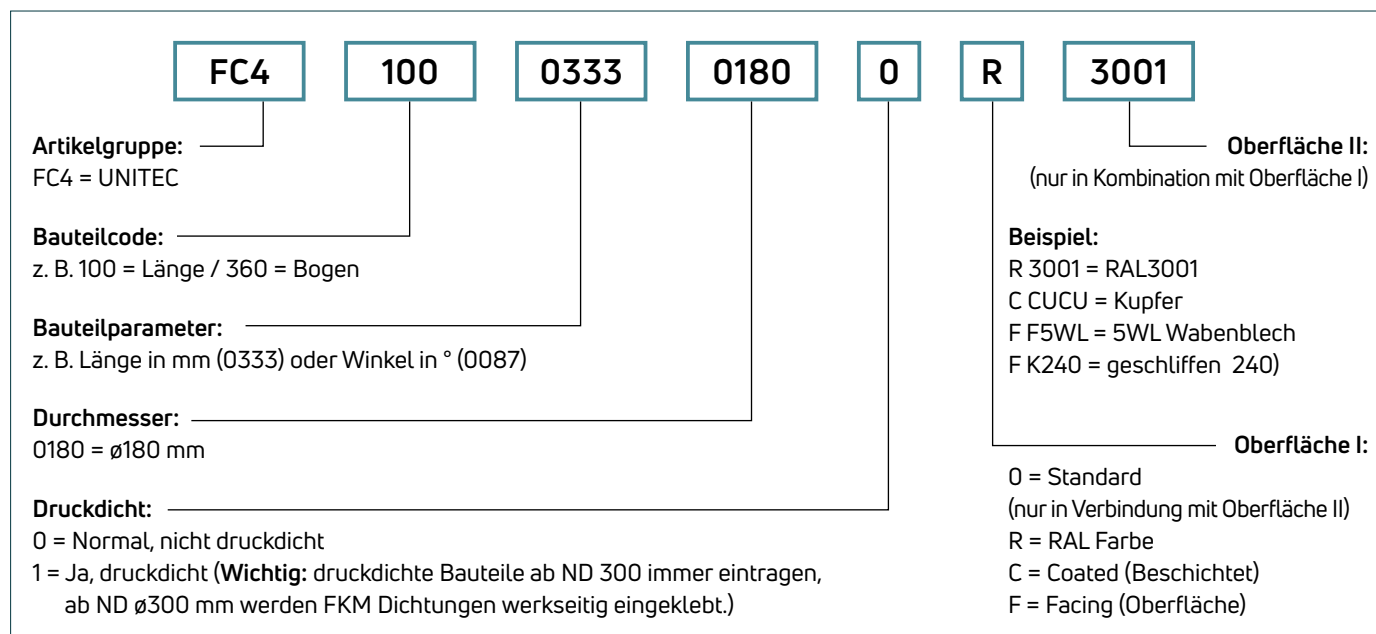 FC4 100 0333 0180 0 R 3001
Artikelgruppe:
FC4 = UNITEC
Bauteilcode:
z. B. 100 = Länge / 360 = Bogen
Bauteilparameter:
z. B. Länge in mm (0333) oder Winkel in ° (0087)
Durchmesser:
0180 = ø180 mm
Druckdicht:
0 = Normal, nicht druckdicht
1 = Ja, druckdicht (Wichtig: druckdichte Bauteile ab ND 300 immer eintragen,
ab ND ø300 mm werden FKM Dichtungen werkseitig eingeklebt.)
Oberfläche II:
(nur in Kombination mit Oberfläche I)
Beispiel:
R 3001 = RAL3001
C CUCU = Kupfer
F F5WL = 5WL Wabenblech
F K240 = geschliffen 240)
Oberfläche I:
0 = Standard
(nur in Verbindung mit Oberfläche II)
R = RAL Farbe
C = Coated (Beschichtet)
F = Facing (Oberfläche)